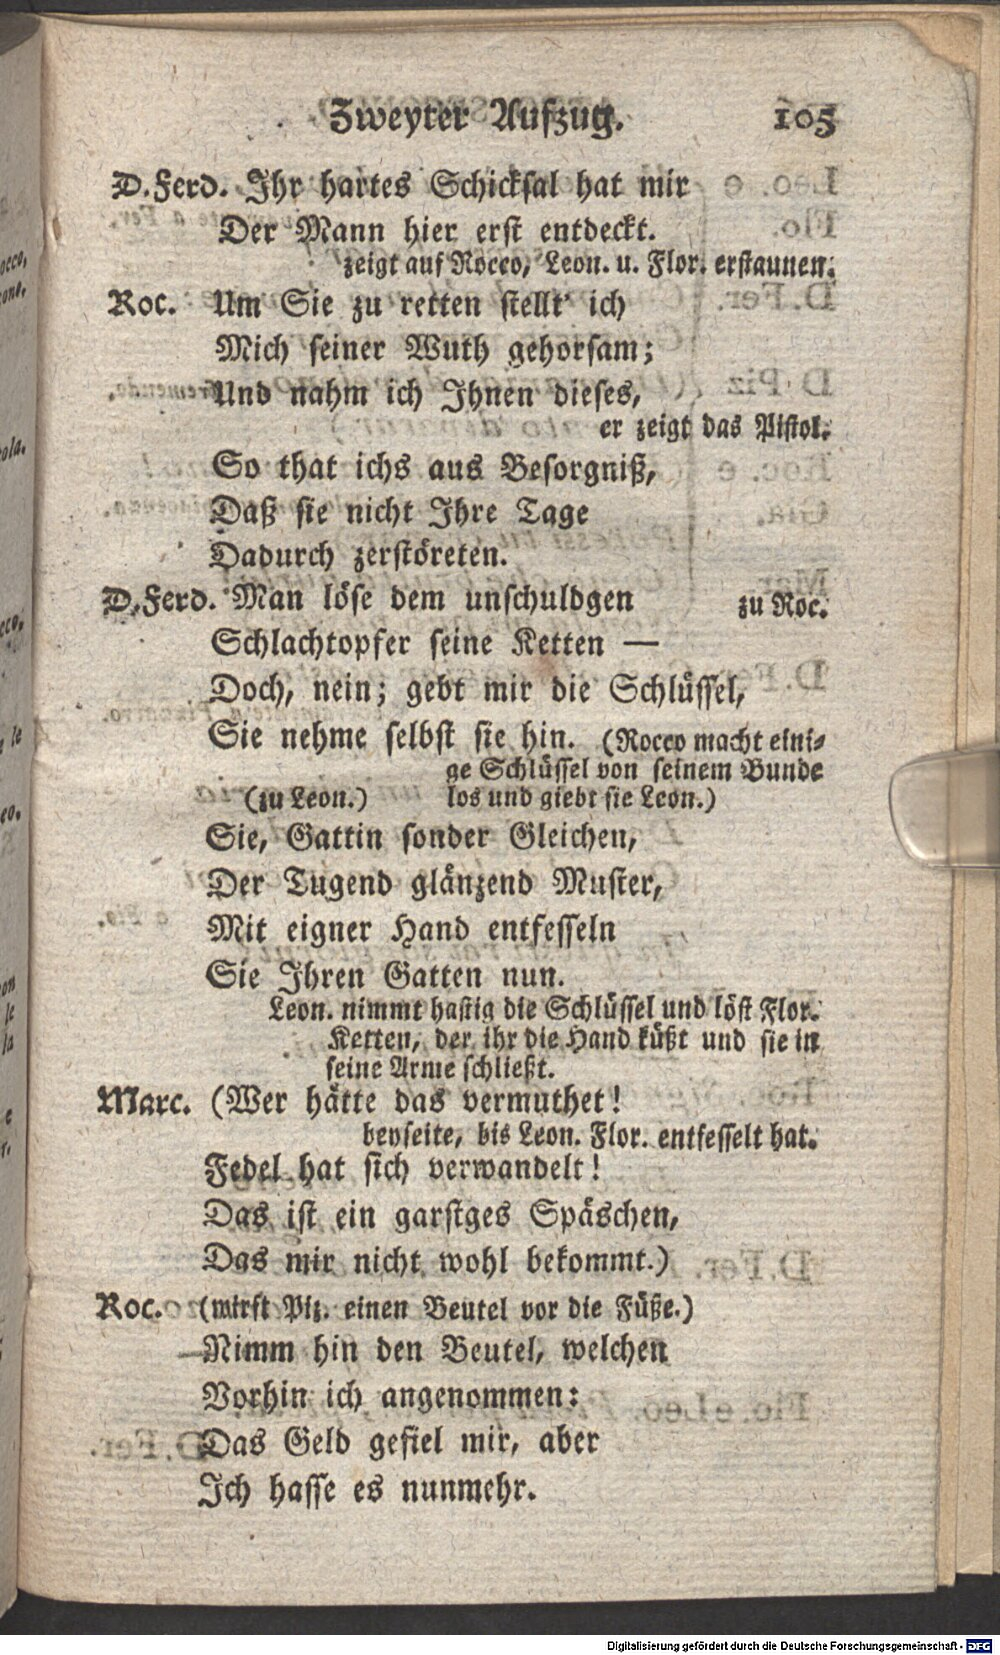 Zweyter Aufzug. 105
D. Ferd. Ihr hartes Schicksal hat mir
Der Mann hier erst entdeckt.
zeigt auf Rocco, Leon. u. Flor. erstaunen.
Roc. Um Sie zu retten stellt' ich
Mich seiner Wuth gehorsam;
Und nahm ich Ihnen dieses,
er zeigt das Pistol.
So that ichs aus Besorgniß,
Daß sie nicht Ihre Tage
Dadurch zerstöreten.
D. Ferd. Man löse dem unschuldgen zu Roc.
Schlachtopfer seine Ketten —
Doch, nein; gebt mir die Schlüssel,
Sie nehme selbst sie hin. (Rocco macht eini-
ge Schlüssel von seinem Bunde
(zu Leon.) los und giebt sie Leon.)
Sie, Gattin sonder Gleichen,
Der Tugend glänzend Muster,
Mit eigner Hand entfesseln
Sie Ihren Gatten nun.
Leon. nimmt hastig die Schlüssel und löst Flor.
Ketten, der ihr die Hand küßt und sie in
seine Arme schließt.
Marc. (Wer hätte das vermuthet!
beyseite, bis Leon. Flor. entfesselt hat.
Fedel hat sich verwandelt!
Das ist ein garstges Späschen,
Das mir nicht wohl bekommt.)
Roc. (wirft Piz. einen Beutel vor die Füße.)
Nimm hin den Beutel, welchen
Vorhin ich angenommen:
Das Geld gefiel mir, aber
Ich hasse es nunmehr.
Digitalisierung gefördert durch die Deutsche Forschungsgemeinschaft - DFG